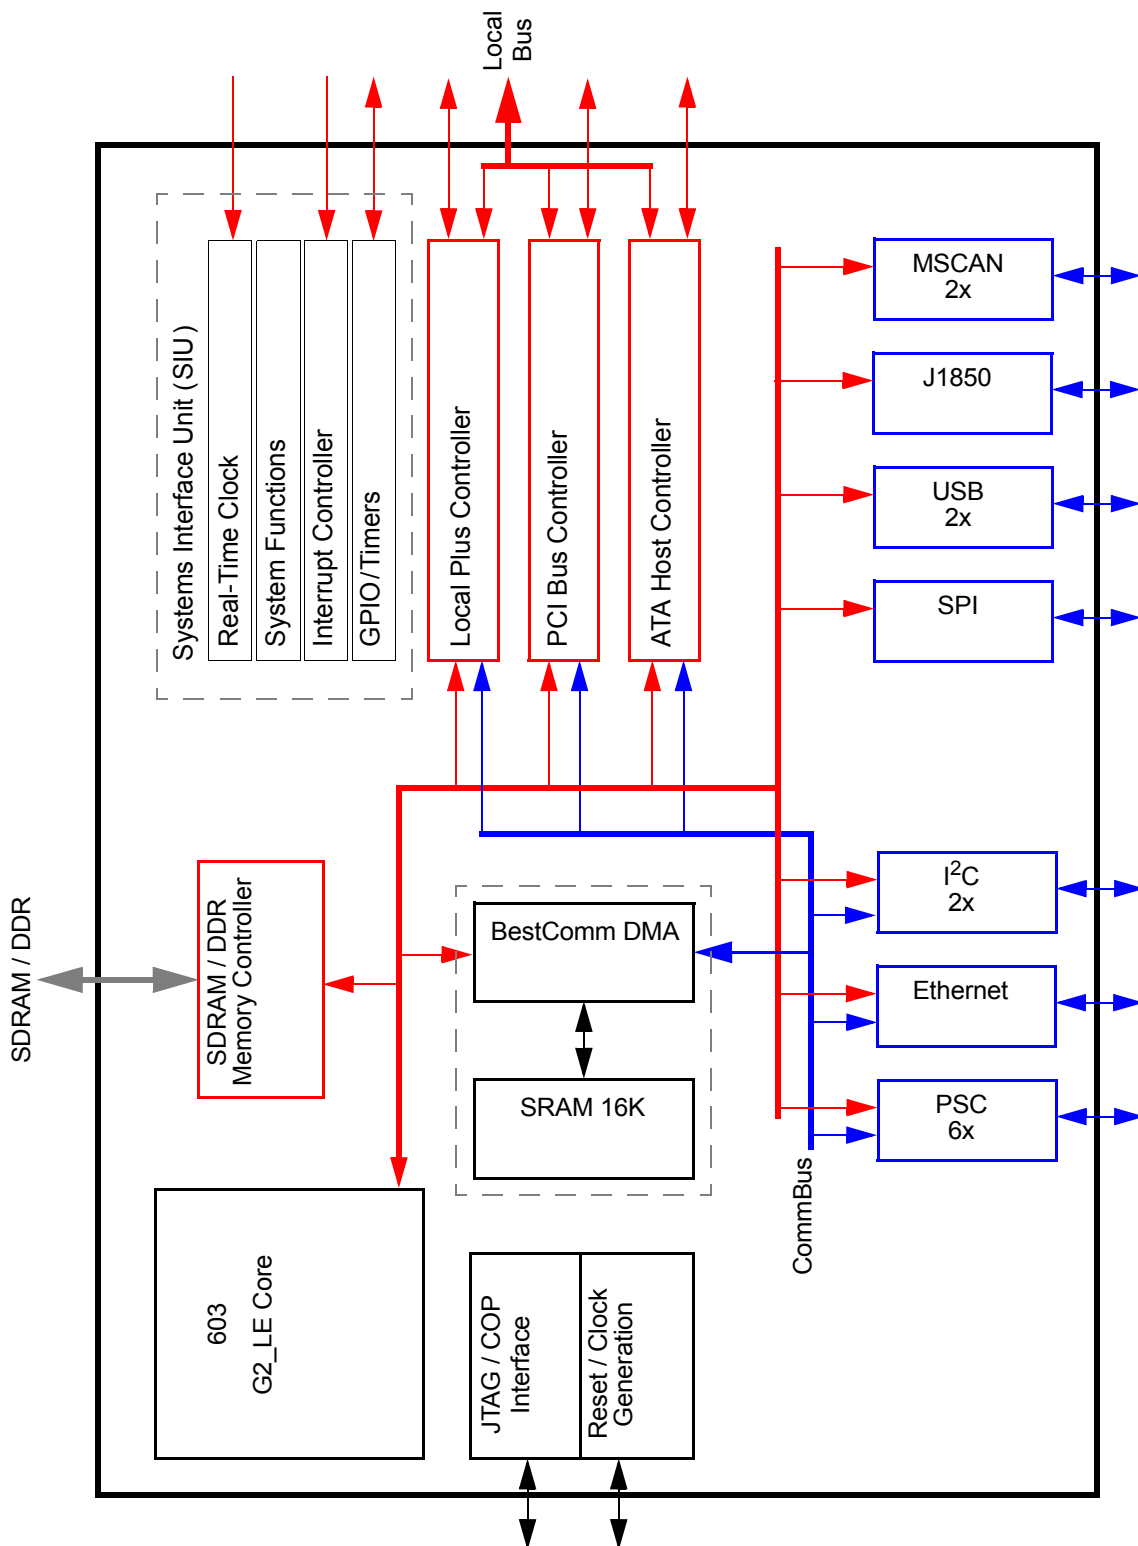 Local
Bus
Systems Interface Unit (SIU)
Real-Time Clock
System Functions
Interrupt Controller
GPIO/Timers
Local Plus Controller
PCI Bus Controller
ATA Host Controller
MSCAN
2x
J1850
USB
2x
SPI
SDRAM / DDR
SDRAM / DDR
Memory Controller
BestComm DMA
SRAM 16K
I²C
2x
Ethernet
PSC
6x
CommBus
603
G2_LE Core
JTAG / COP
Interface
Reset / Clock
Generation